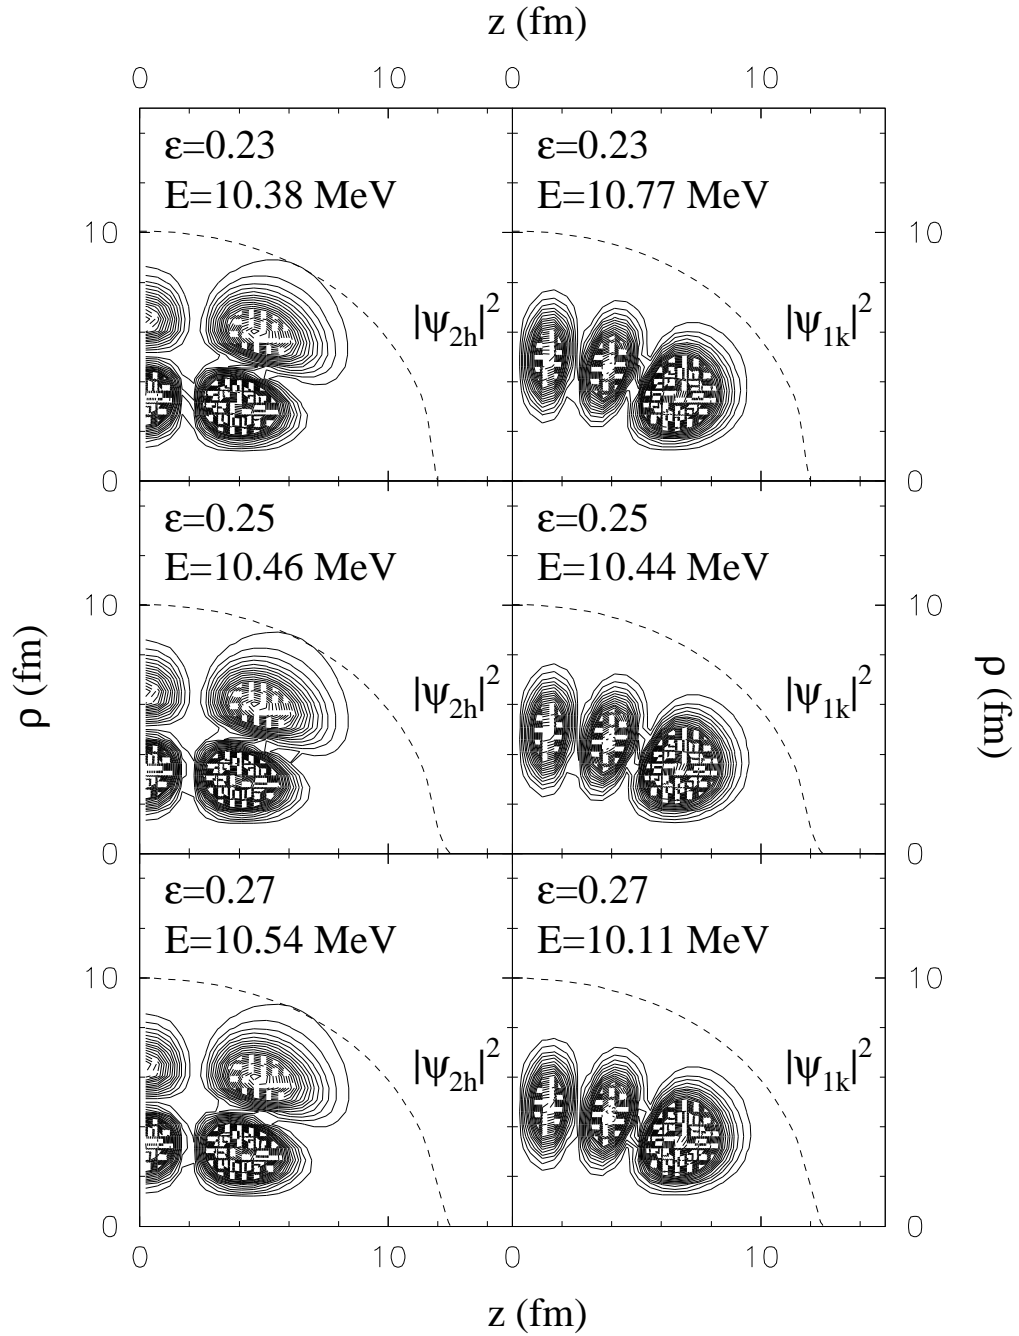 z (fm)
0 10 0 10
ε=0.23
E=10.38 MeV
|ψ2h|²
ε=0.23
E=10.77 MeV
|ψ1k|²
10 10
0 0
ε=0.25
E=10.46 MeV
|ψ2h|²
ε=0.25
E=10.44 MeV
|ψ1k|²
10 10
ρ (fm)
ρ (fm)
0 0
ε=0.27
E=10.54 MeV
|ψ2h|²
ε=0.27
E=10.11 MeV
|ψ1k|²
10 10
0 0
0 10 0 10
z (fm)